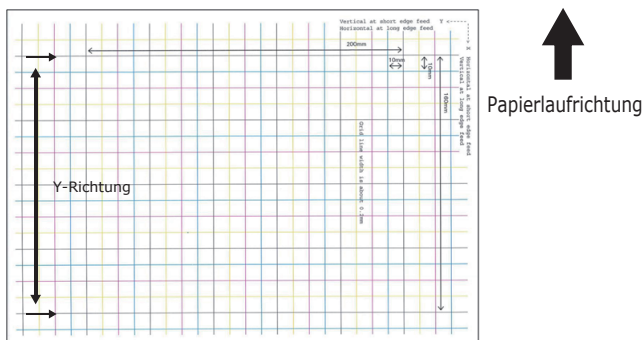 Vertical at short edge feed
Horizontal at long edge feed
Y
X
Horizontal at short edge feed
Vertical at long edge feed
200mm
10mm
10mm
180mm
Grid line width is about 0.2mm
Y-Richtung
Papierlaufrichtung